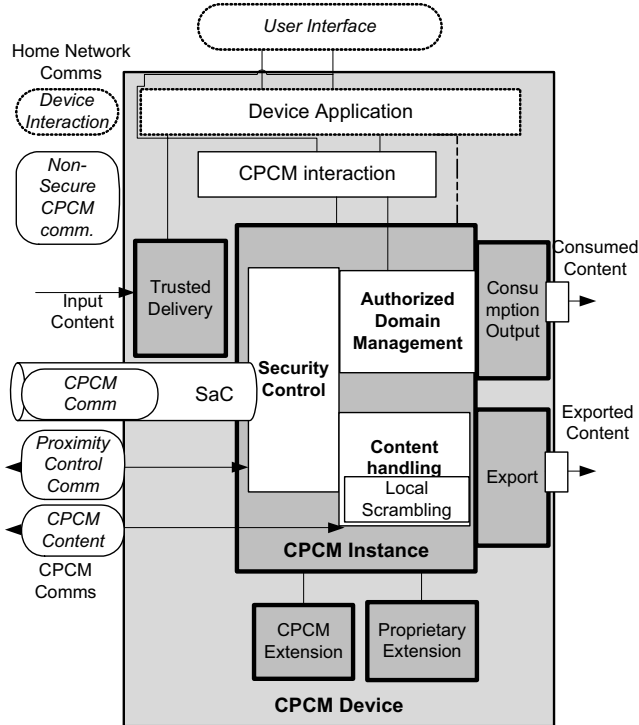 User Interface
Home Network
Comms
Device
Interaction
Device Application
Non-
Secure
CPCM
comm.
CPCM interaction
Trusted
Delivery
Input
Content
Authorized
Domain
Management
Consu
mption
Output
Consumed
Content
Security
Control
CPCM
Comm
SaC
Proximity
Control
Comm
Content
handling
Local
Scrambling
Export
Exported
Content
CPCM
Content
CPCM Instance
CPCM
Comms
CPCM
Extension
Proprietary
Extension
CPCM Device